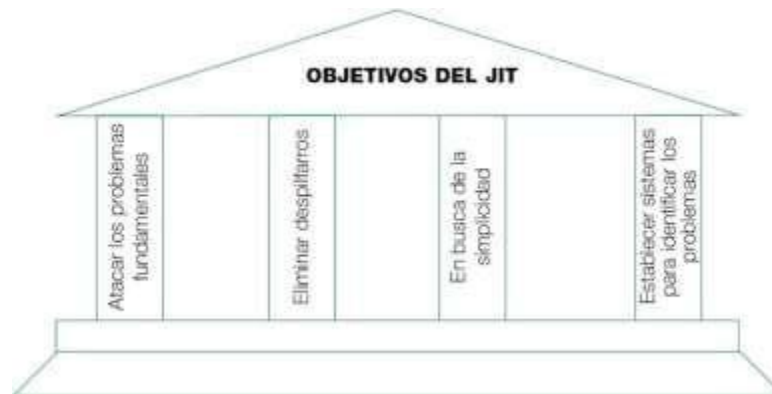 OBJETIVOS DEL JIT
Atacar los problemas
fundamentales
Eliminar despilfarros
En busca de la
simplicidad
Establecer sistemas
para identificar los
problemas